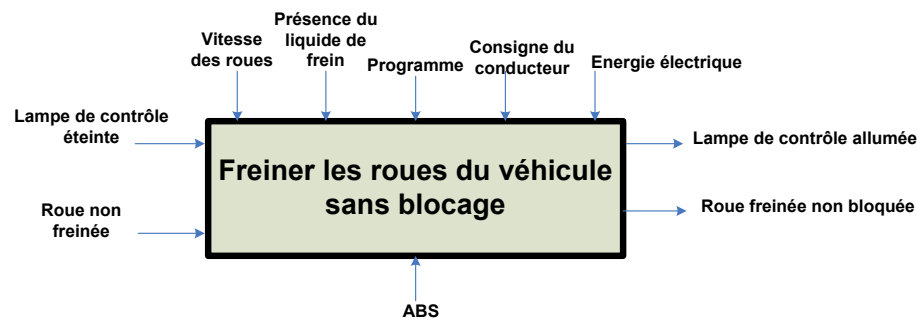 Vitesse
des roues
Présence du
liquide de
frein
Programme
Consigne du
conducteur
Energie électrique
Lampe de contrôle
éteinte
Roue non
freinée
Freiner les roues du véhicule
sans blocage
Lampe de contrôle allumée
Roue freinée non bloquée
ABS